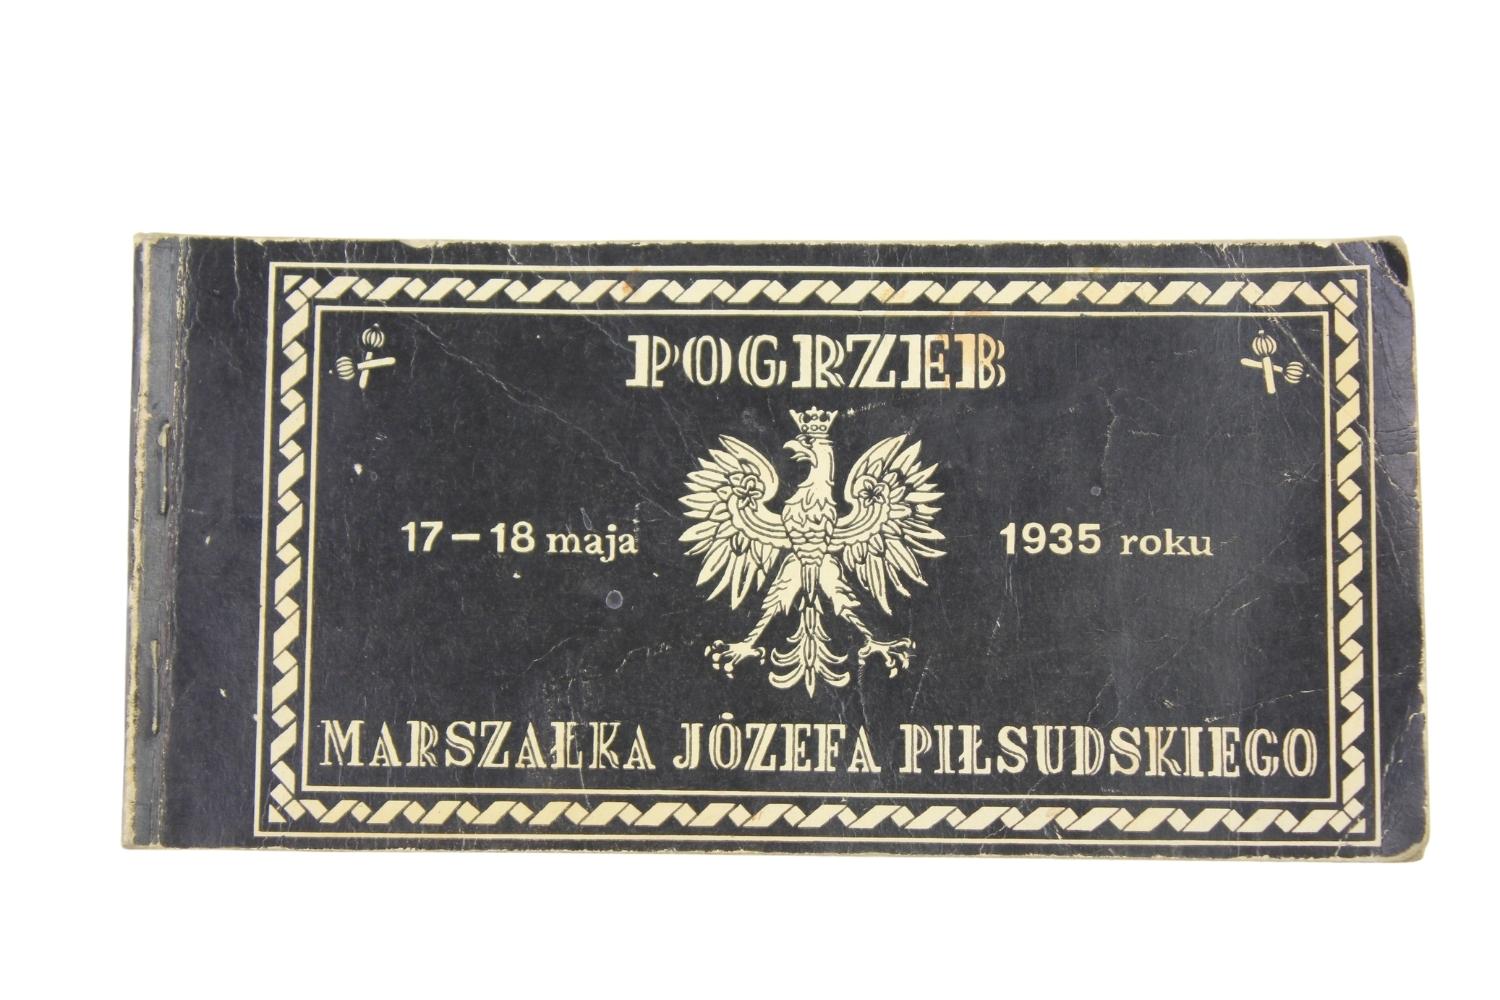 POGRZEB
17 – 18 maja 1935 roku
MARSZAŁKA JÓZEFA PIŁSUDSKIEGO